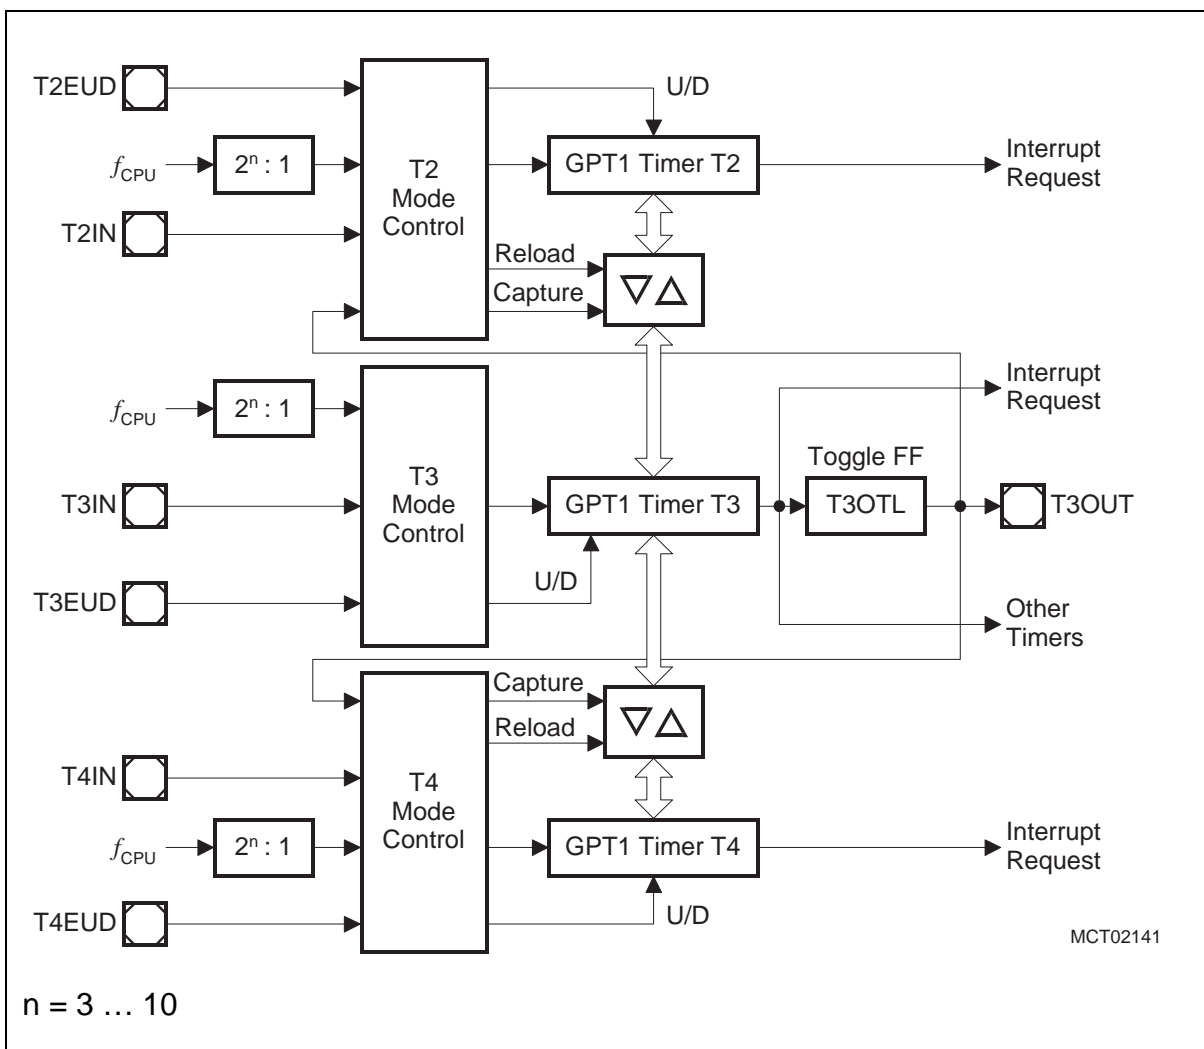 T2EUD
U/D
fCPU
2ⁿ : 1
T2
Mode
Control
GPT1 Timer T2
Interrupt
Request
T2IN
Reload
Capture
fCPU
2ⁿ : 1
Interrupt
Request
T3
Mode
Control
Toggle FF
T3IN
GPT1 Timer T3
T3OTL
T3OUT
U/D
T3EUD
Other
Timers
Capture
Reload
T4IN
T4
Mode
Control
fCPU
2ⁿ : 1
GPT1 Timer T4
Interrupt
Request
T4EUD
U/D
MCT02141
n = 3 … 10